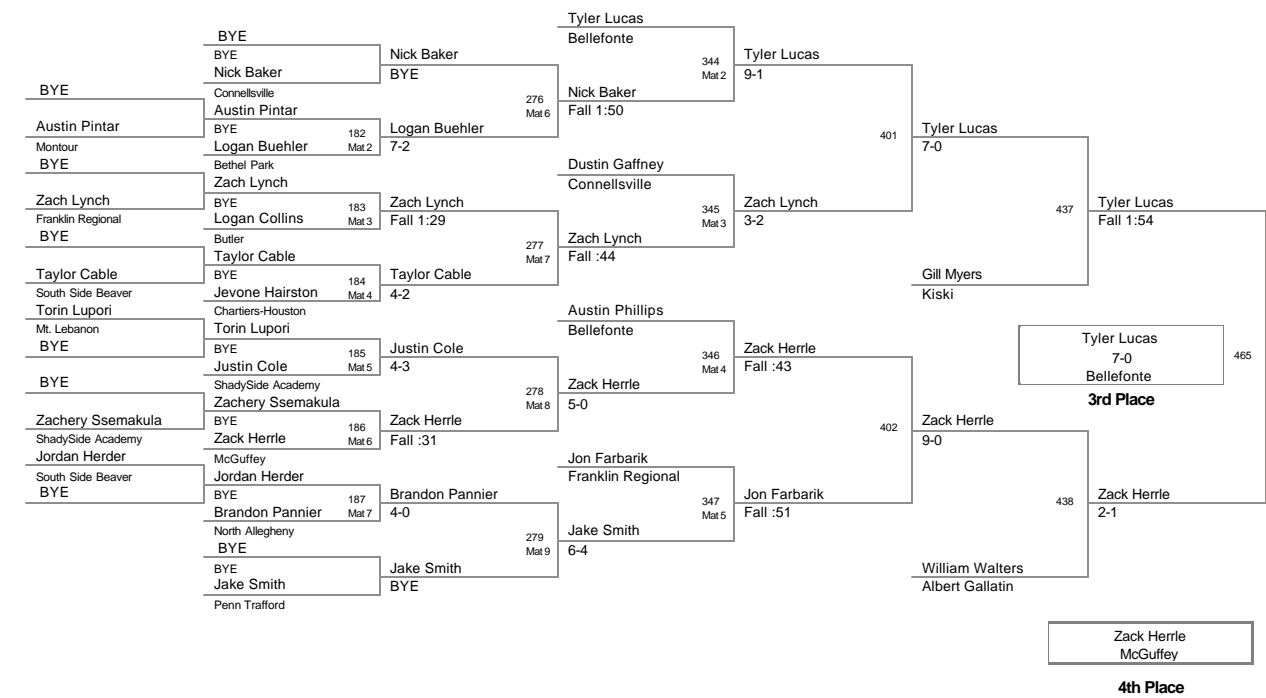 BYE
Austin Pintar
Montour
BYE
Zach Lynch
Franklin Regional
BYE
Taylor Cable
South Side Beaver
Torin Lupori
Mt. Lebanon
BYE
BYE
Zachery Ssemakula
ShadySide Academy
Jordan Herder
South Side Beaver
BYE
BYE
BYE
Nick Baker
Connellsville
Austin Pintar
BYE
182
Logan Buehler
Mat 2
Bethel Park
Zach Lynch
BYE
183
Logan Collins
Mat 3
Butler
Taylor Cable
BYE
184
Jevone Hairston
Mat 4
Chartiers-Houston
Torin Lupori
BYE
185
Justin Cole
Mat 5
ShadySide Academy
Zachery Ssemakula
BYE
186
Zack Herrle
Mat 6
McGuffey
Jordan Herder
BYE
187
Brandon Pannier
Mat 7
North Allegheny
BYE
BYE
Jake Smith
Penn Trafford
Nick Baker
BYE
276
Mat 6
Logan Buehler
7-2
Zach Lynch
Fall 1:29
277
Mat 7
Taylor Cable
4-2
Justin Cole
4-3
278
Mat 8
Zack Herrle
Fall :31
Brandon Pannier
4-0
279
Mat 9
Jake Smith
BYE
Tyler Lucas
Bellefonte
344
Mat 2
Nick Baker
Fall 1:50
Dustin Gaffney
Connellsville
345
Mat 3
Zach Lynch
Fall :44
Austin Phillips
Bellefonte
346
Mat 4
Zack Herrle
5-0
Jon Farbarik
Franklin Regional
347
Mat 5
Jake Smith
6-4
Tyler Lucas
9-1
401
Zach Lynch
3-2
Zack Herrle
Fall :43
402
Jon Farbarik
Fall :51
Tyler Lucas
7-0
437
Gill Myers
Kiski
Zack Herrle
9-0
438
William Walters
Albert Gallatin
Tyler Lucas
Fall 1:54
Tyler Lucas
7-0
Bellefonte
465
3rd Place
Zack Herrle
2-1
Zack Herrle
McGuffey
4th Place